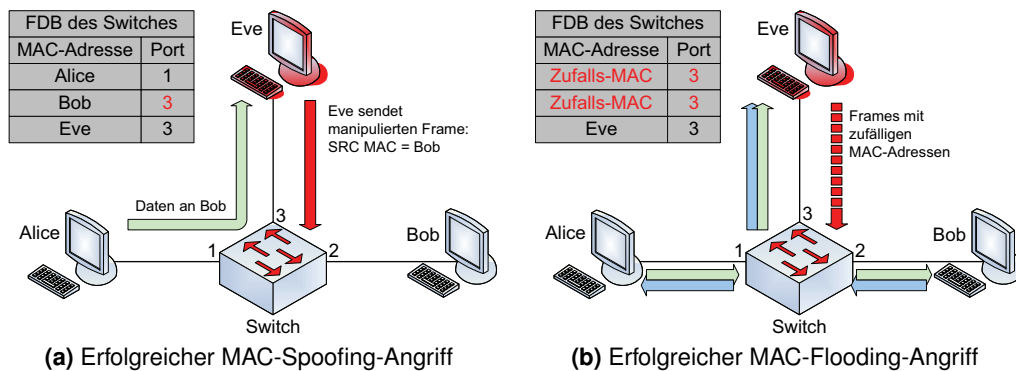 FDB des Switches
MAC-Adresse Port
Alice 1
Bob 3
Eve 3
Eve
Eve sendet
manipulierten Frame:
SRC MAC = Bob
Daten an Bob
Alice
1
3
2
Bob
Switch
(a) Erfolgreicher MAC-Spoofing-Angriff
FDB des Switches
MAC-Adresse Port
Zufalls-MAC 3
Zufalls-MAC 3
Eve 3
Eve
Frames mit
zufälligen
MAC-Adressen
Alice
1
3
2
Bob
Switch
(b) Erfolgreicher MAC-Flooding-Angriff